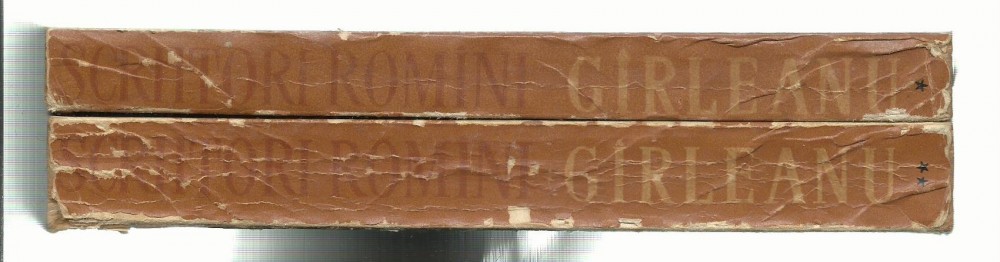 SCRIITORI ROMÎNI GÎRLEANU *
SCRIITORI ROMÎNI GÎRLEANU **